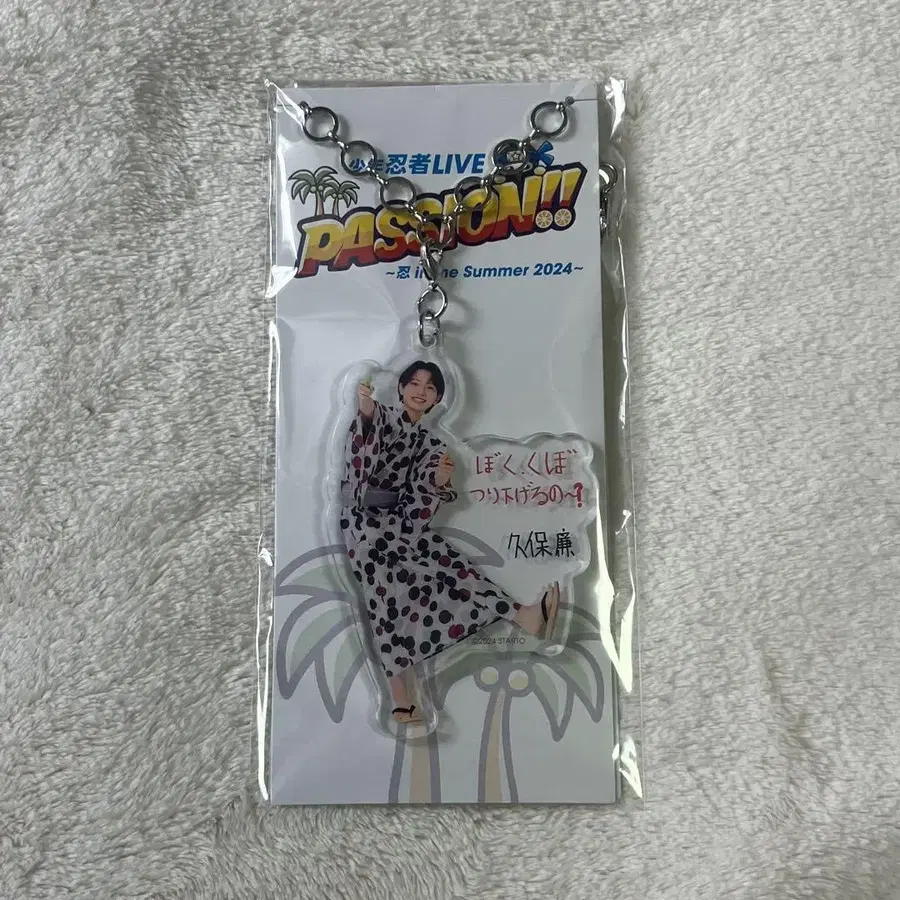 少年忍者LIVE
PASSION!!
~忍 in the Summer 2024~
ぼく、くぼ
つり下げるの~?
久保廉
©2024 STARTO